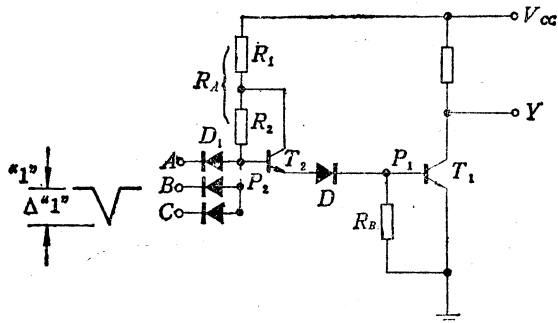 V_CC
R_1
R_A
R_2
Y
D_1
A
T_2
P_1
T_1
"1"
B
P_2
D
Δ"1"
C
R_B